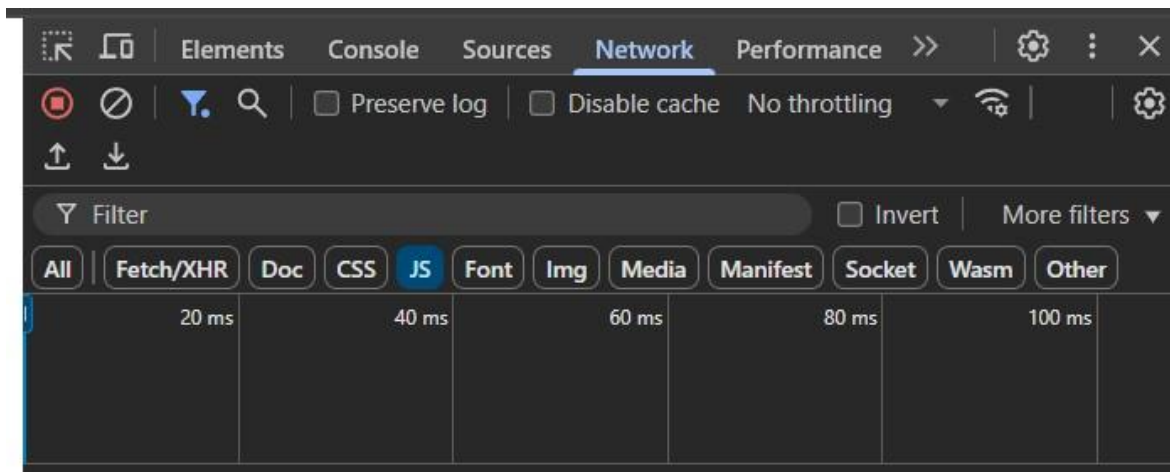 Elements Console Sources Network Performance
Preserve log Disable cache No throttling
Filter Invert More filters
All Fetch/XHR Doc CSS JS Font Img Media Manifest Socket Wasm Other
20 ms 40 ms 60 ms 80 ms 100 ms